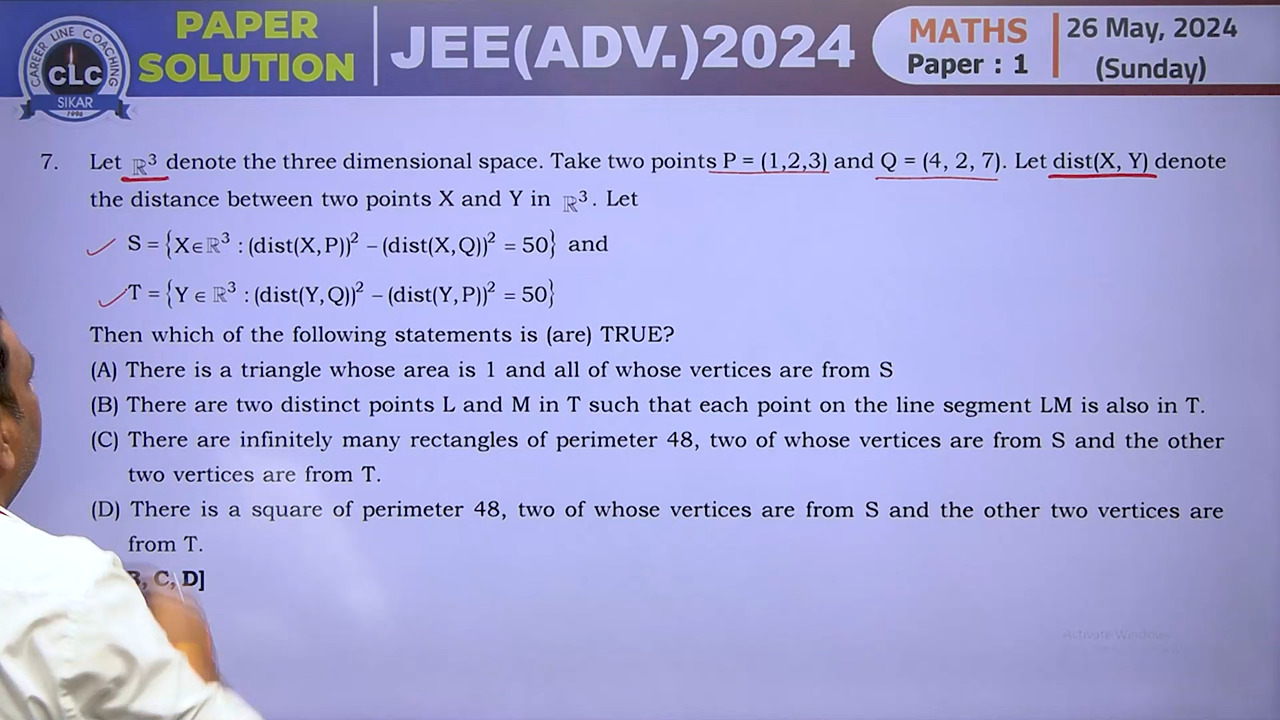 CAREER LINE COACHING
CLC
SIKAR
1996
PAPER
SOLUTION
JEE(ADV.)2024
MATHS
Paper : 1
26 May, 2024
(Sunday)
7. Let ℝ³ denote the three dimensional space. Take two points P = (1,2,3) and Q = (4, 2, 7). Let dist(X, Y) denote
the distance between two points X and Y in ℝ³. Let
S = {X∈ℝ³ : (dist(X,P))² − (dist(X,Q))² = 50} and
T = {Y ∈ ℝ³ : (dist(Y,Q))² − (dist(Y,P))² = 50}
Then which of the following statements is (are) TRUE?
(A) There is a triangle whose area is 1 and all of whose vertices are from S
(B) There are two distinct points L and M in T such that each point on the line segment LM is also in T.
(C) There are infinitely many rectangles of perimeter 48, two of whose vertices are from S and the other
two vertices are from T.
(D) There is a square of perimeter 48, two of whose vertices are from S and the other two vertices are
from T.
C, D]
Activate Windows